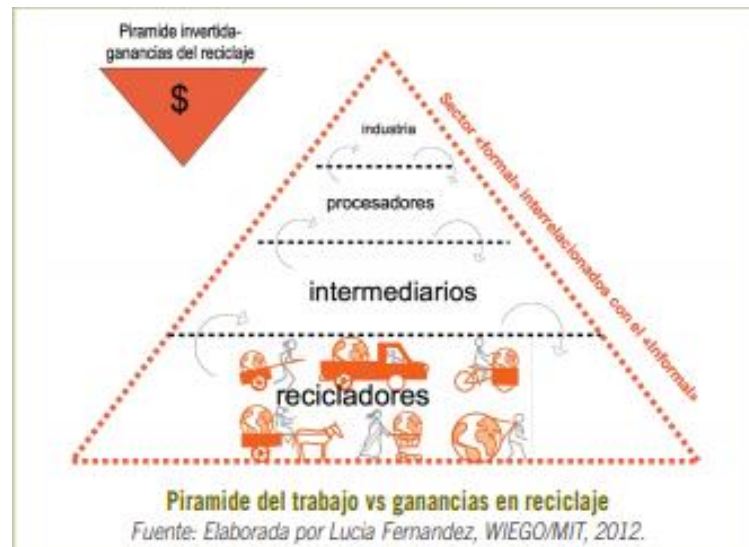 Piramide invertida-
ganancias del reciclaje
$
industria
procesadores
intermediarios
recicladores
Sector «formal» interrelacionados con el «Informal»
Piramide del trabajo vs ganancias en reciclaje
Fuente: Elaborada por Lucia Fernandez, WIEGO/MIT, 2012.